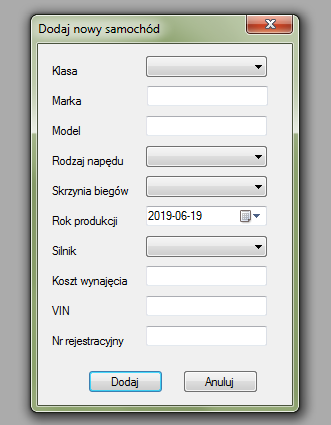 Dodaj nowy samochód
Klasa
Marka
Model
Rodzaj napędu
Skrzynia biegów
Rok produkcji 2019-06-19
Silnik
Koszt wynajęcia
VIN
Nr rejestracyjny
Dodaj Anuluj